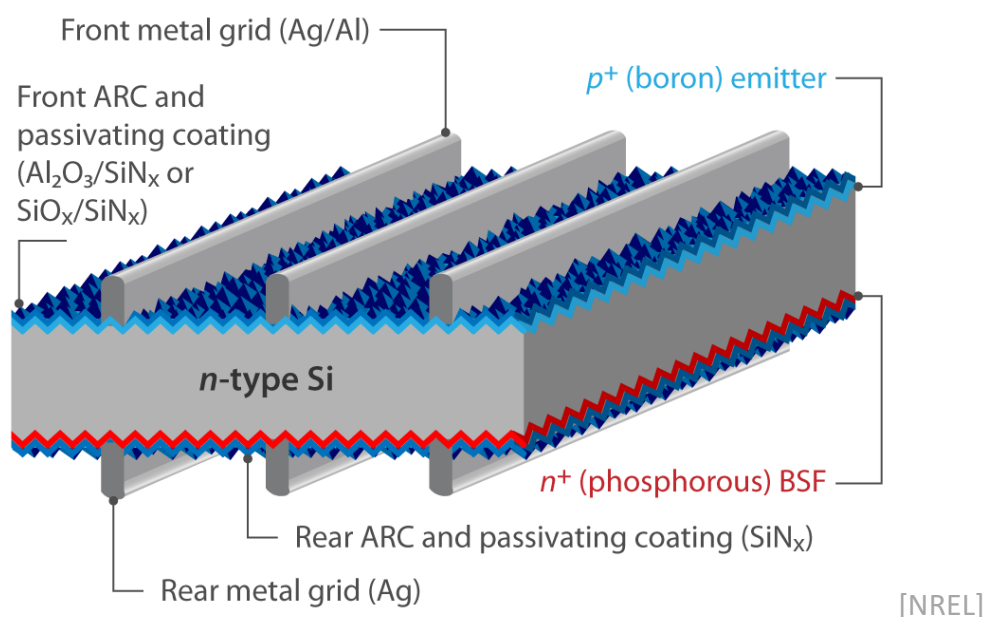 Front metal grid (Ag/Al)
p⁺ (boron) emitter
Front ARC and
passivating coating
(Al₂O₃/SiNₓ or
SiOₓ/SiNₓ)
n-type Si
n⁺ (phosphorous) BSF
Rear ARC and passivating coating (SiNₓ)
Rear metal grid (Ag)
[NREL]